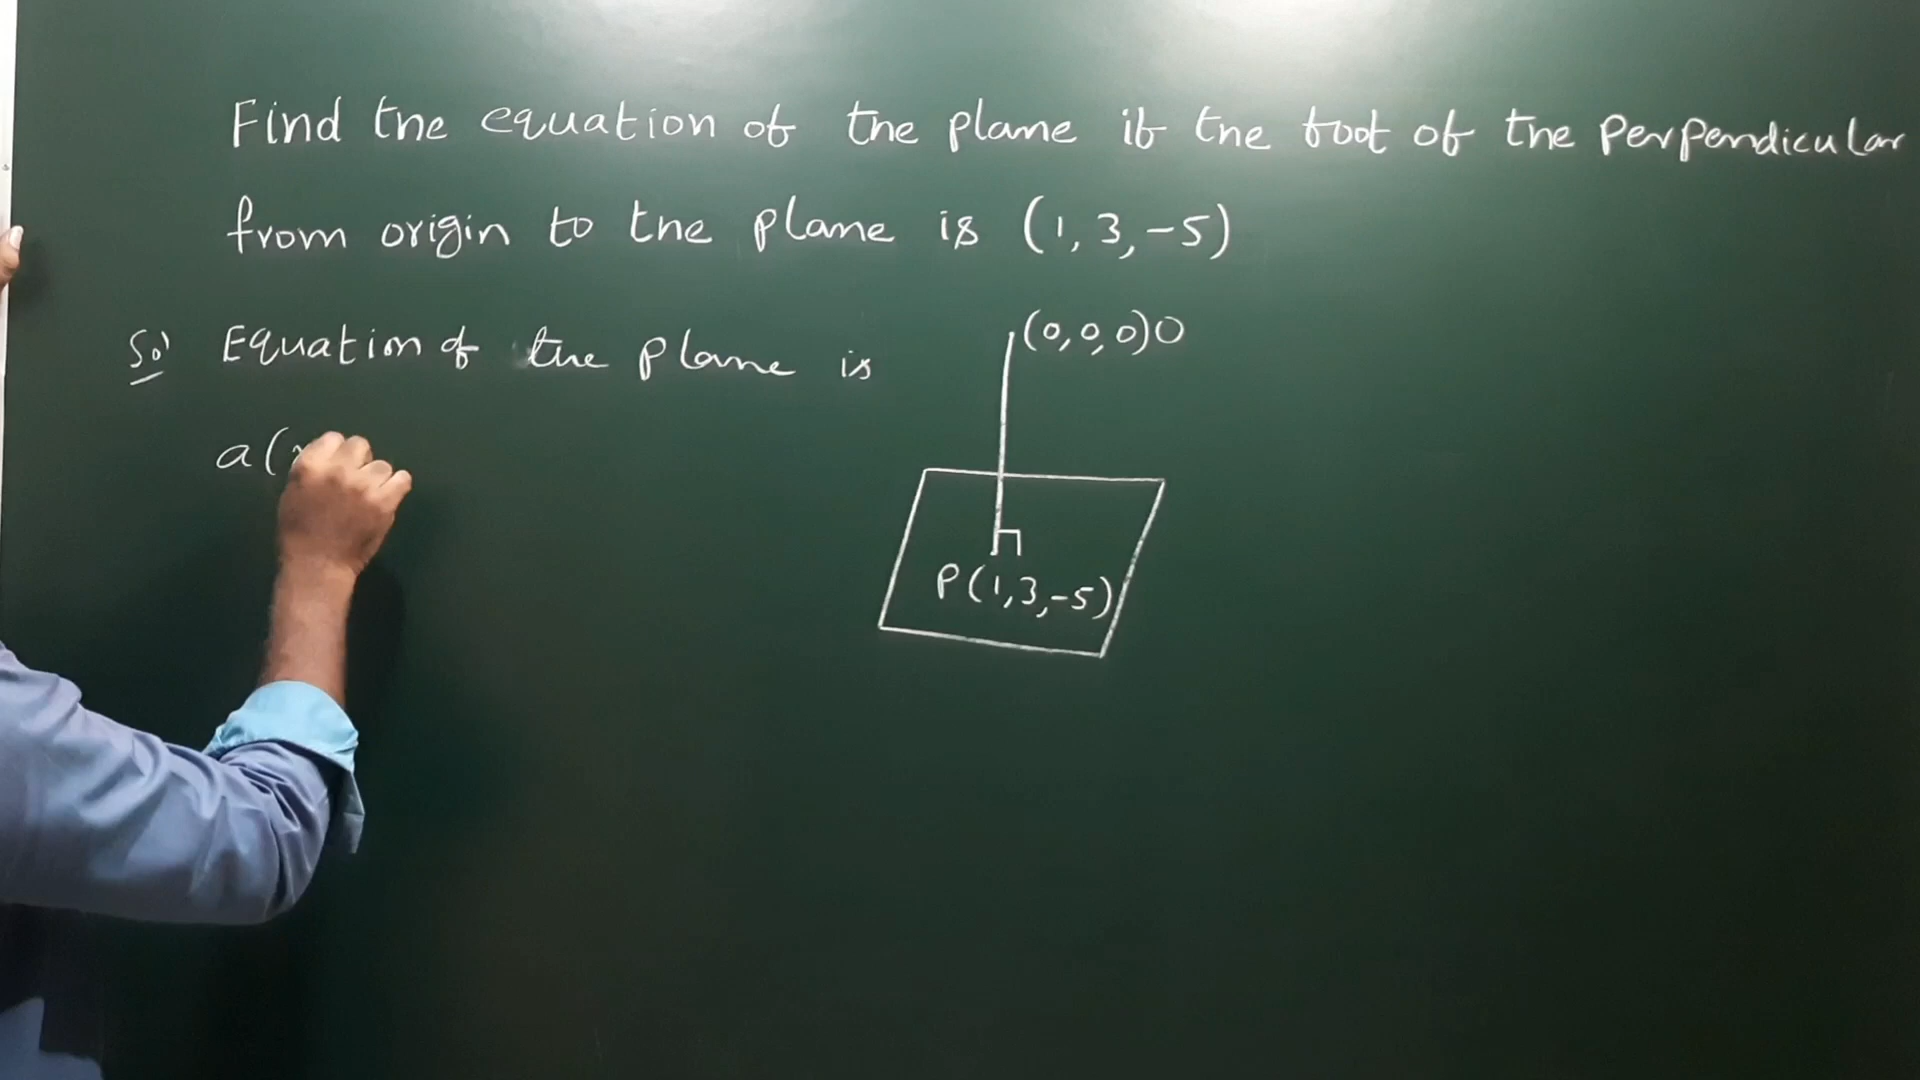 Find the equation of the plane if the foot of the perpendicular
from origin to the plane is (1, 3, -5)
Sol Equation of the plane is
(0, 0, 0) O
a(
P(1, 3, -5)